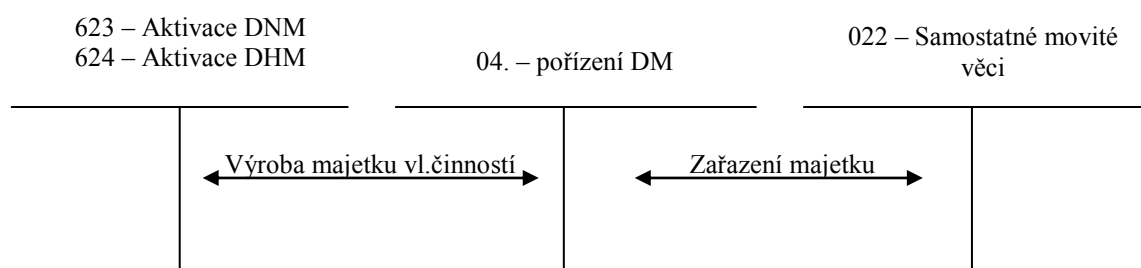 623 – Aktivace DNM
624 – Aktivace DHM
04. – pořízení DM
022 – Samostatné movité
věci
Výroba majetku vl.činností
Zařazení majetku